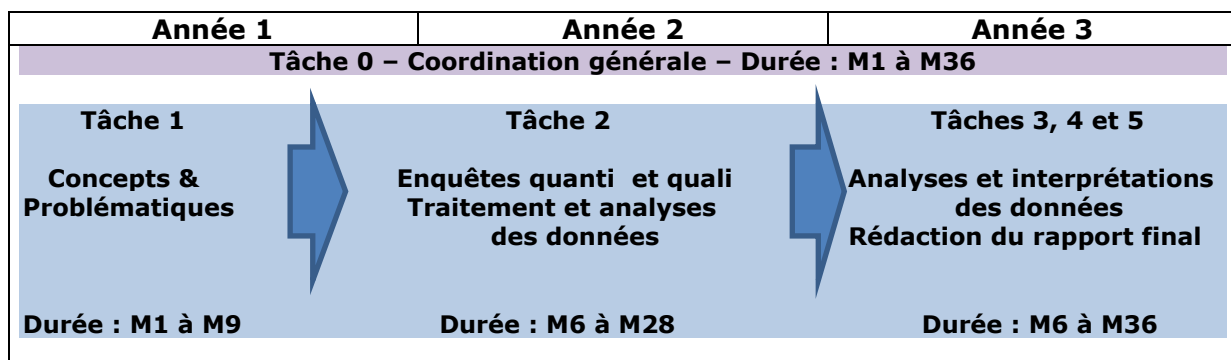 Année 1 Année 2 Année 3
Tâche 0 – Coordination générale – Durée : M1 à M36
Tâche 1
Concepts &
Problématiques
Durée : M1 à M9
Tâche 2
Enquêtes quanti et quali
Traitement et analyses
des données
Durée : M6 à M28
Tâches 3, 4 et 5
Analyses et interprétations
des données
Rédaction du rapport final
Durée : M6 à M36